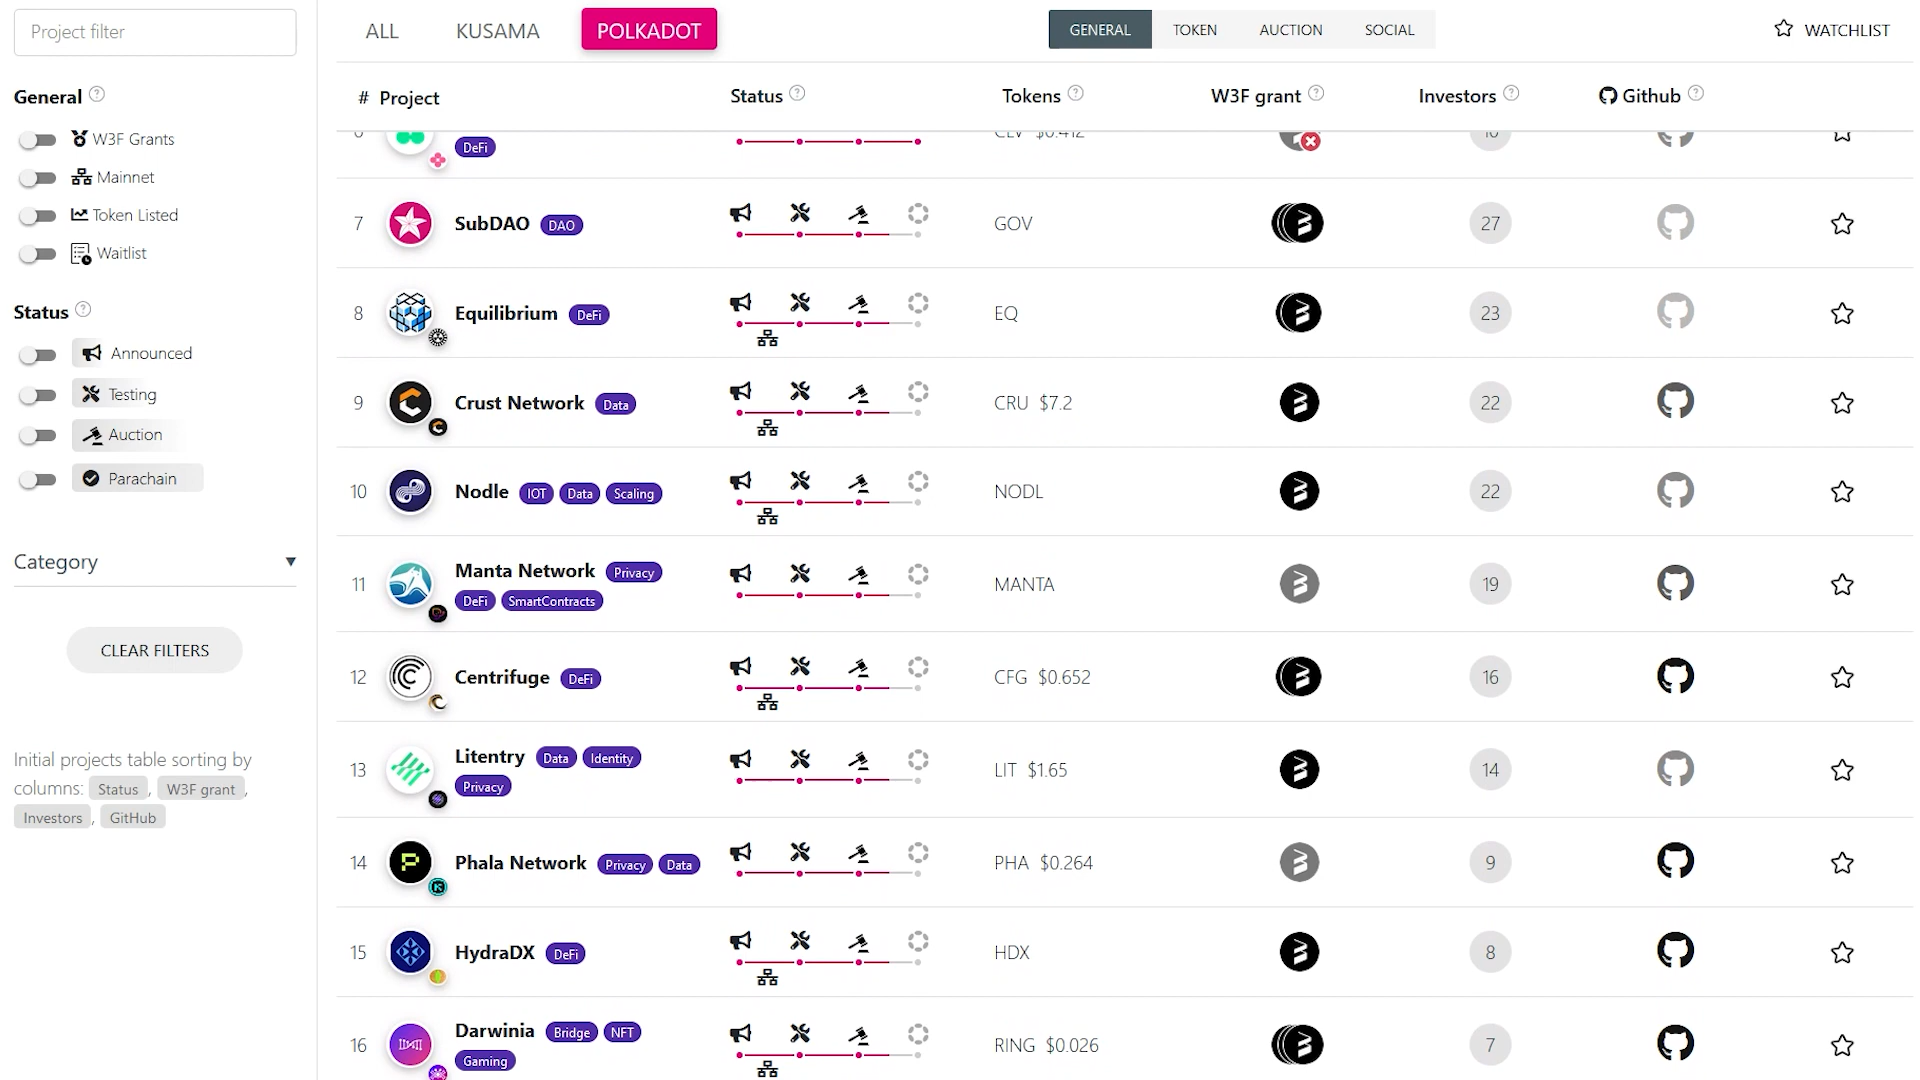 Project filter
ALL KUSAMA POLKADOT GENERAL TOKEN AUCTION SOCIAL WATCHLIST
# Project Status ? Tokens ? W3F grant ? Investors ? Github ?
General ?
W3F Grants
Mainnet
Token Listed
Waitlist
Status ?
Announced
Testing
Auction
Parachain
Category ▼
CLEAR FILTERS
Initial projects table sorting by
columns: Status, W3F grant,
Investors, GitHub
DeFi
7 SubDAO DAO GOV 27
8 Equilibrium DeFi EQ 23
9 Crust Network Data CRU $7.2 22
10 Nodle IOT Data Scaling NODL 22
11 Manta Network Privacy MANTA 19
DeFi SmartContracts
12 Centrifuge DeFi CFG $0.652 16
13 Litentry Data Identity LIT $1.65 14
Privacy
14 Phala Network Privacy Data PHA $0.264 9
15 HydraDX DeFi HDX 8
16 Darwinia Bridge NFT RING $0.026 7
Gaming